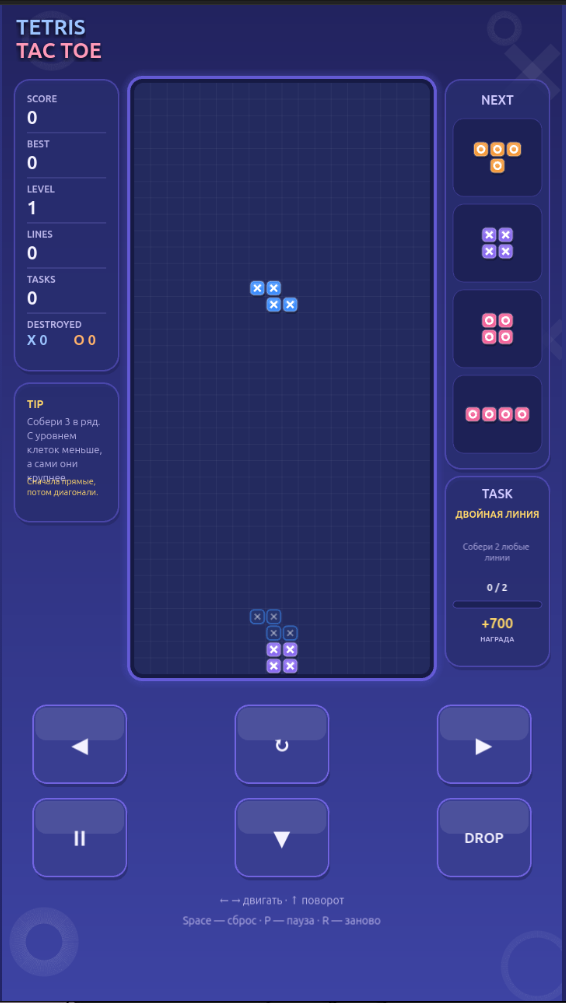 TETRIS
TAC TOE
SCORE
0
BEST
0
LEVEL
1
LINES
0
TASKS
0
DESTROYED
X 0 O 0
TIP
Собери 3 в ряд.
С уровнем
клеток меньше,
а сами они
крупнее.
Сначала прямые,
потом диагонали.
NEXT
TASK
ДВОЙНАЯ ЛИНИЯ
Собери 2 любые
линии
0 / 2
+700
НАГРАДА
DROP
←→ двигать · ↑ поворот
Space — сброс · P — пауза · R — заново